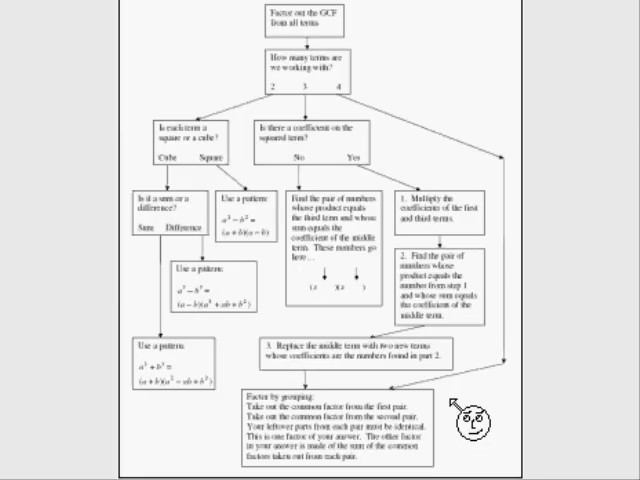 Factor out the GCF
from all terms
How many terms are
we working with?
2 3 4
Is each term a
square or a cube?
Cube Square
Is there a coefficient on the
squared term?
No Yes
Is it a sum or a
difference?
Sum Difference
Use a pattern:
a² − b² =
(a + b)(a − b)
Find the pair of numbers
whose product equals
the third term and whose
sum equals the
coefficient of the middle
term. These numbers go
here…
(x )(x )
1. Multiply the
coefficients of the first
and third terms.
2. Find the pair of
numbers whose
product equals the
number from step 1
and whose sum equals
the coefficient of the
middle term.
Use a pattern:
a³ − b³ =
(a − b)(a² + ab + b²)
Use a pattern:
a³ + b³ =
(a + b)(a² − ab + b²)
3. Replace the middle term with two new terms
whose coefficients are the numbers found in part 2.
Factor by grouping:
Take out the common factor from the first pair.
Take out the common factor from the second pair.
Your leftover parts from each pair must be identical.
This is one factor of your answer. The other factor
in your answer is made of the sum of the common
factors taken out from each pair.